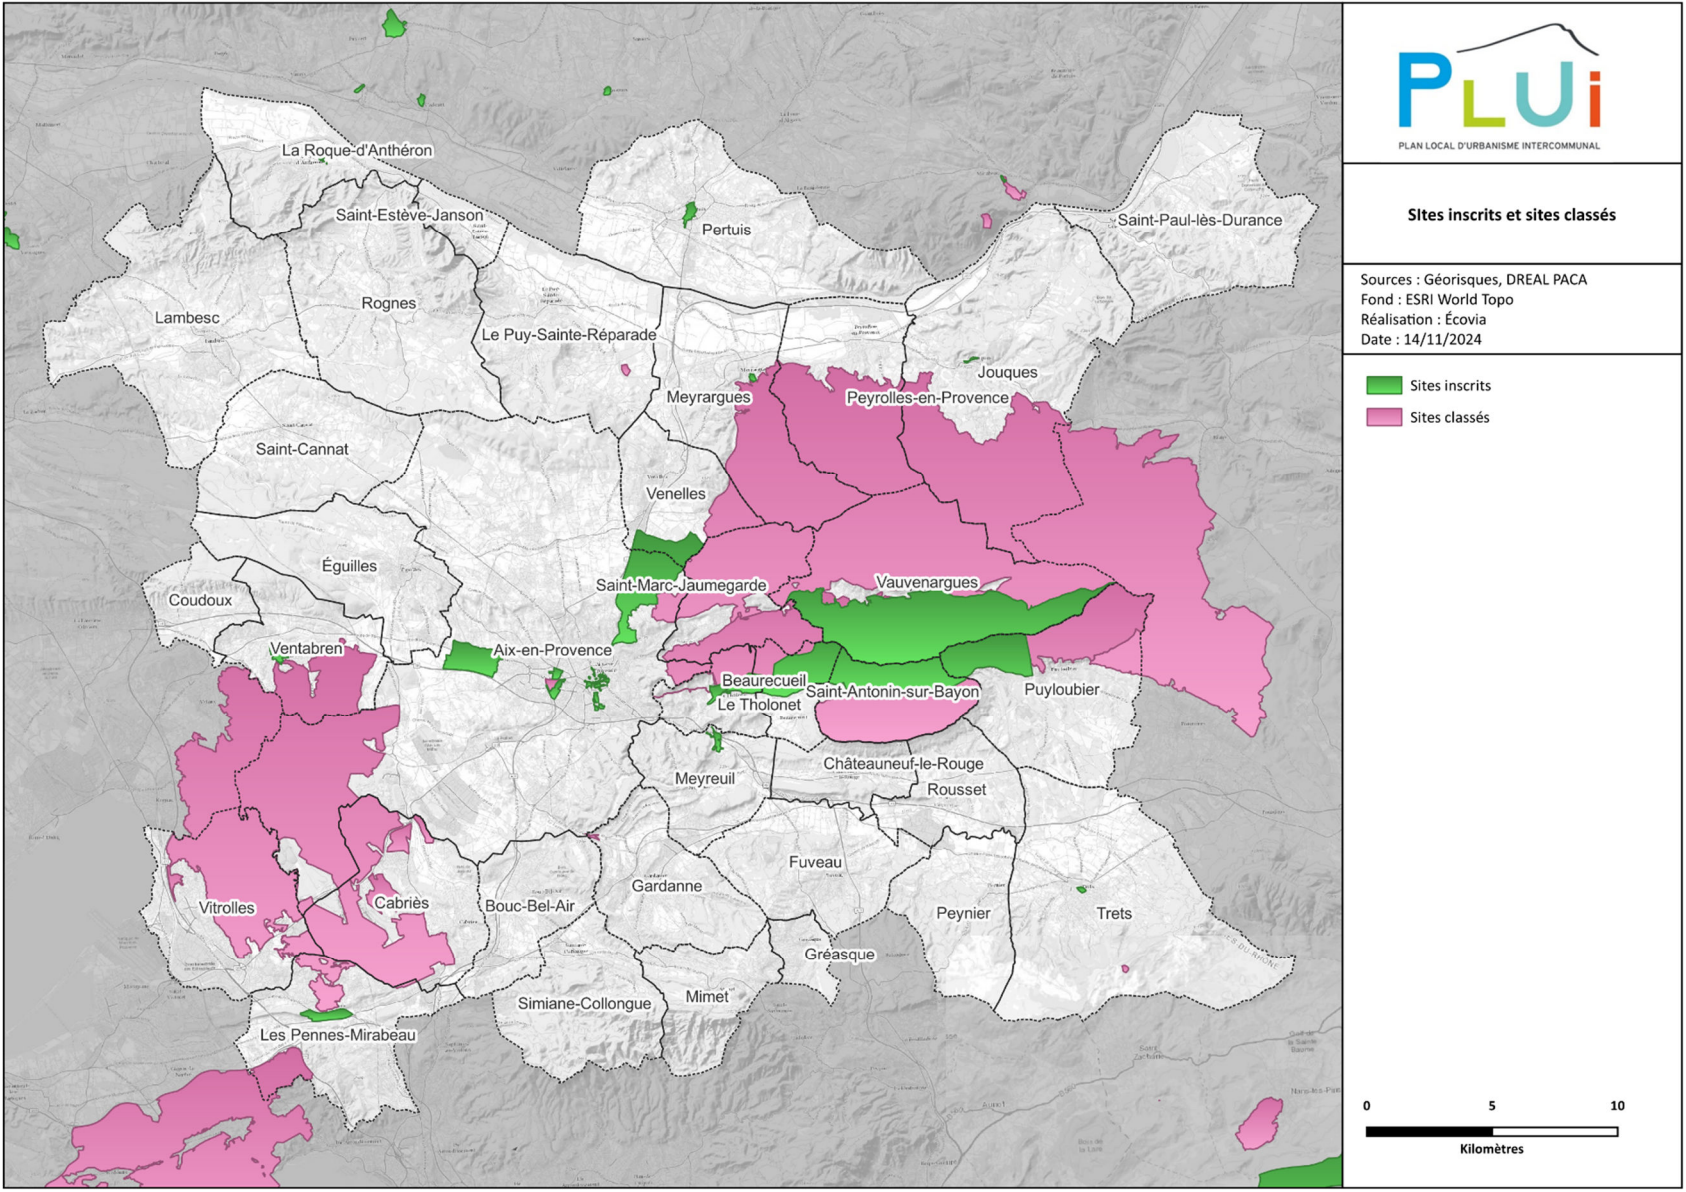 La Roque-d'Anthéron
Saint-Estève-Janson
Pertuis
Saint-Paul-lès-Durance
Lambesc
Rognes
Le Puy-Sainte-Réparade
Jouques
Meyrargues
Peyrolles-en-Provence
Saint-Cannat
Venelles
Éguilles
Saint-Marc-Jaumegarde
Vauvenargues
Coudoux
Ventabren
Aix-en-Provence
Beaurecueil
Saint-Antonin-sur-Bayon
Puyloubier
Le Tholonet
Meyreuil
Châteauneuf-le-Rouge
Rousset
Fuveau
Gardanne
Vitrolles
Cabriès
Bouc-Bel-Air
Peynier
Trets
Gréasque
Simiane-Collongue
Mimet
Les Pennes-Mirabeau
PLUi
PLAN LOCAL D'URBANISME INTERCOMMUNAL
SItes inscrits et sites classés
Sources : Géorisques, DREAL PACA
Fond : ESRI World Topo
Réalisation : Écovia
Date : 14/11/2024
Sites inscrits
Sites classés
0 5 10
Kilomètres